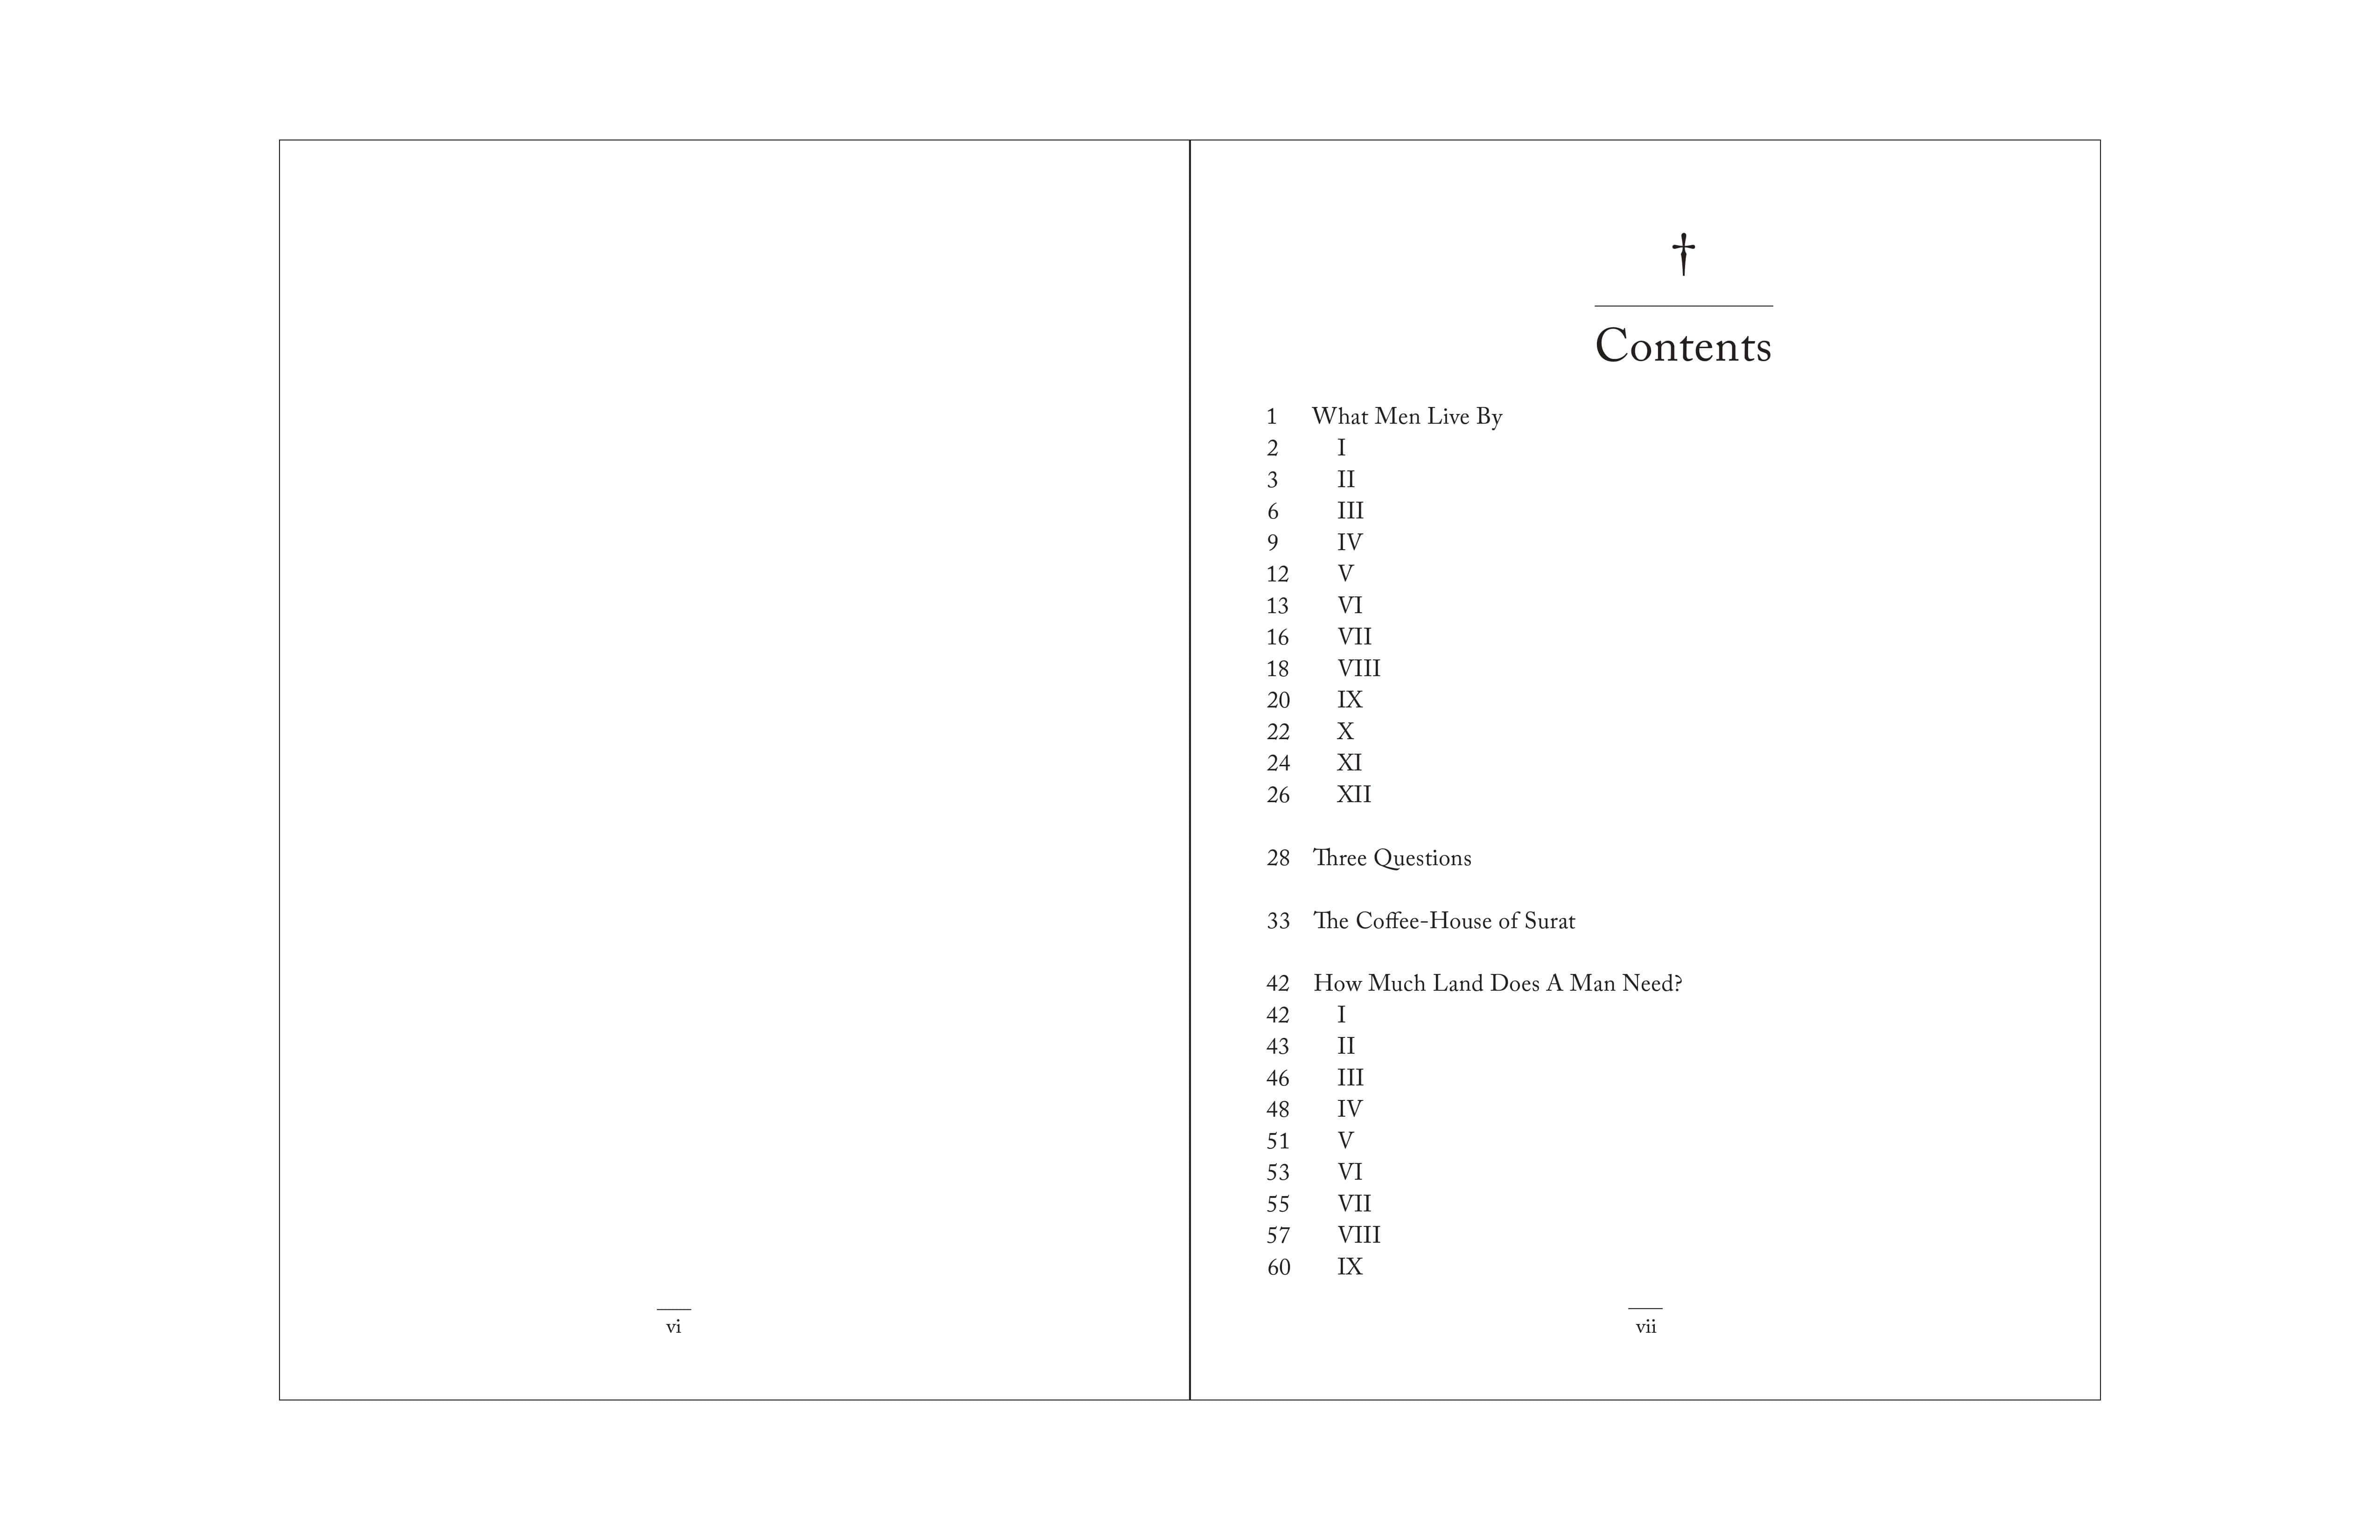 vi
†
Contents
1 What Men Live By
2 I
3 II
6 III
9 IV
12 V
13 VI
16 VII
18 VIII
20 IX
22 X
24 XI
26 XII
28 Three Questions
33 The Coffee-House of Surat
42 How Much Land Does A Man Need?
42 I
43 II
46 III
48 IV
51 V
53 VI
55 VII
57 VIII
60 IX
vii